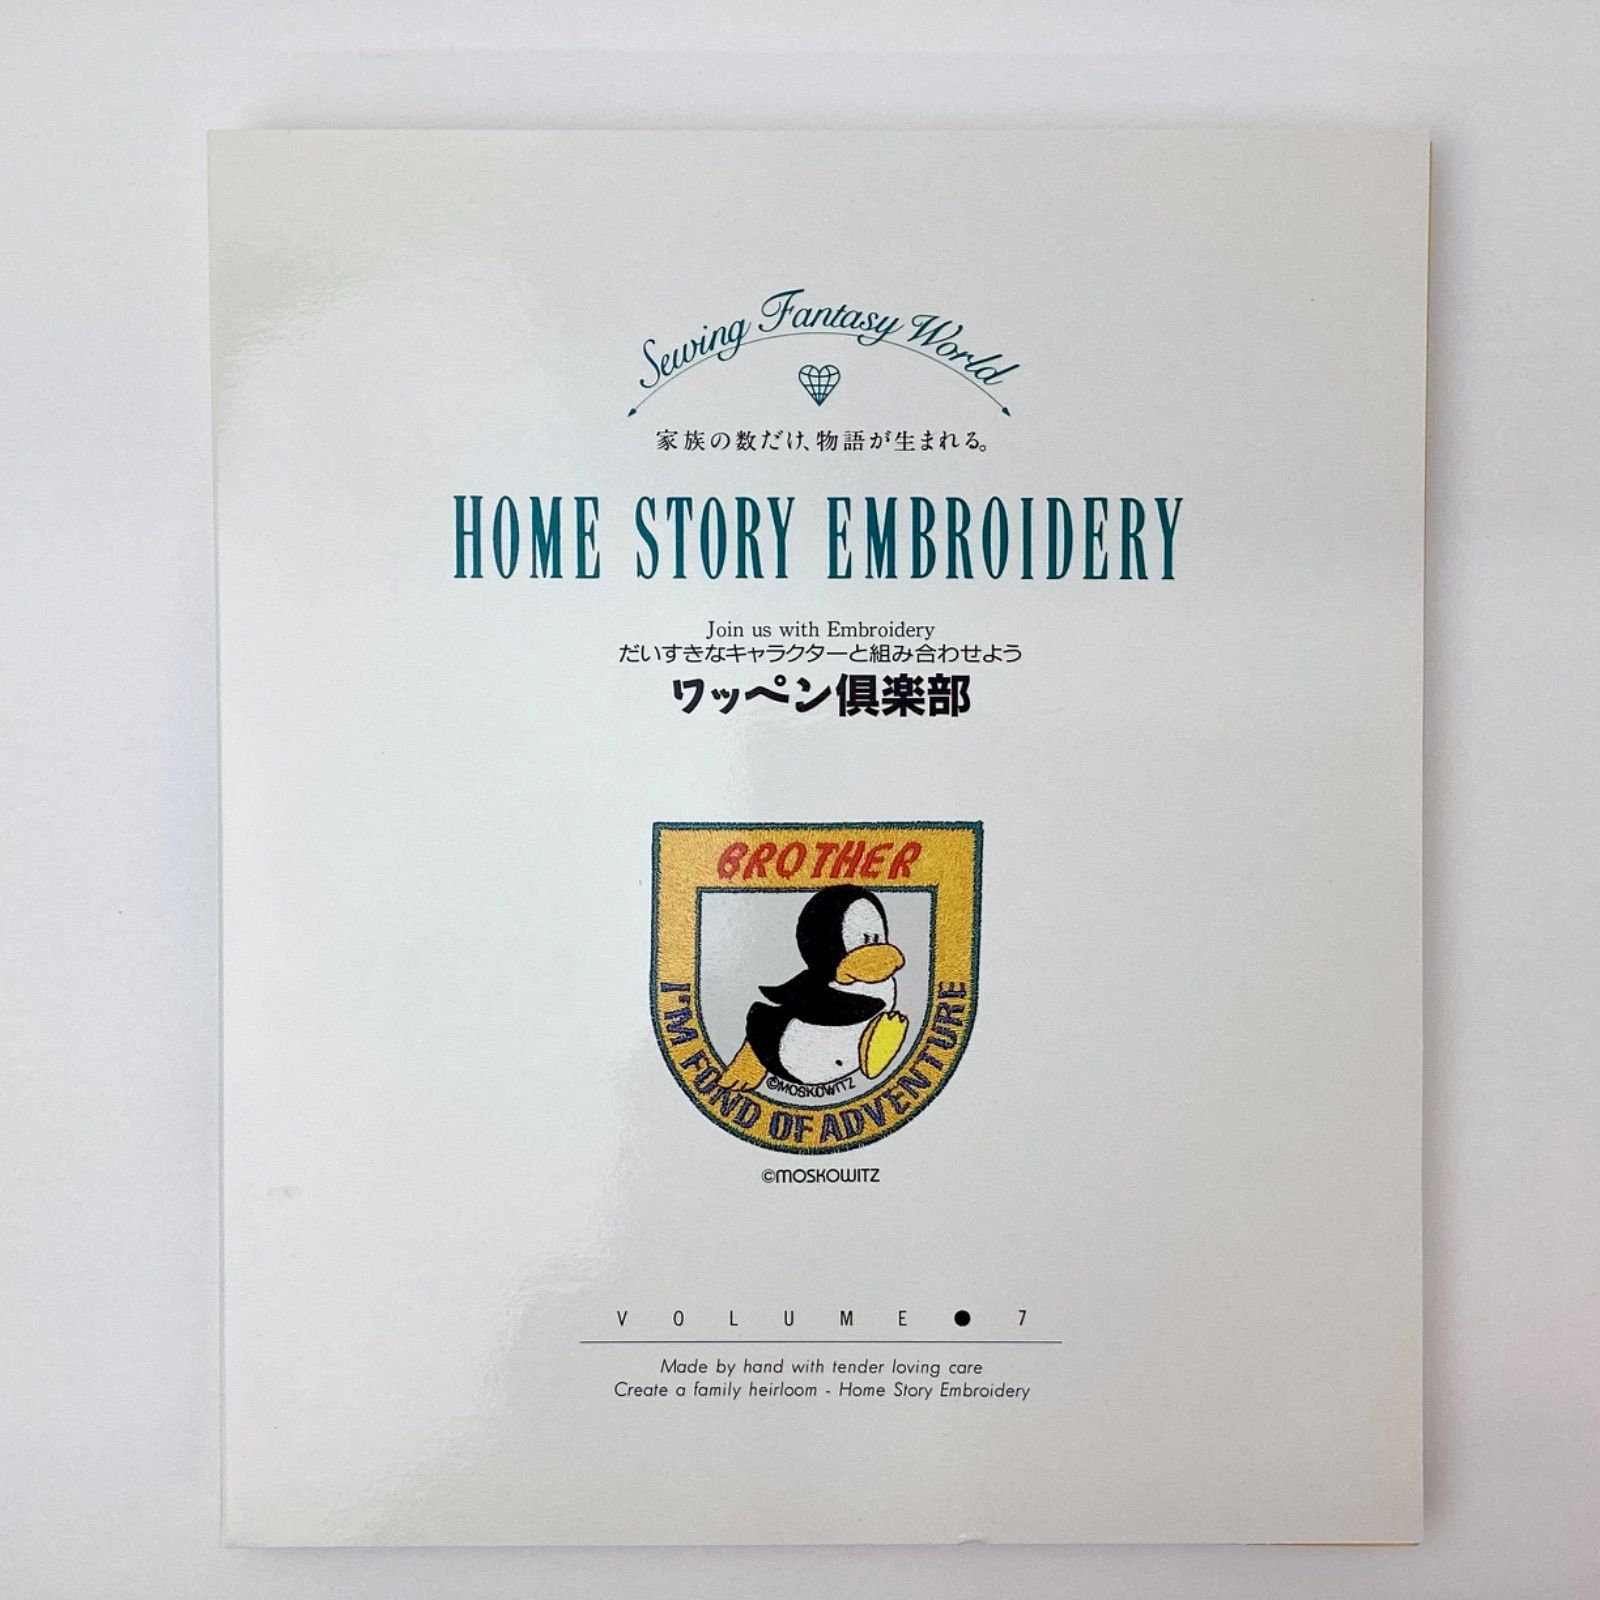 Sewing Fantasy World
家族の数だけ、物語が生まれる。
HOME STORY EMBROIDERY
Join us with Embroidery
だいすきなキャラクターと組み合わせよう
ワッペン倶楽部
BROTHER
I'M FOND OF ADVENTURE
©MOSKOWITZ
©MOSKOWITZ
VOLUME●7
Made by hand with tender loving care
Create a family heirloom - Home Story Embroidery